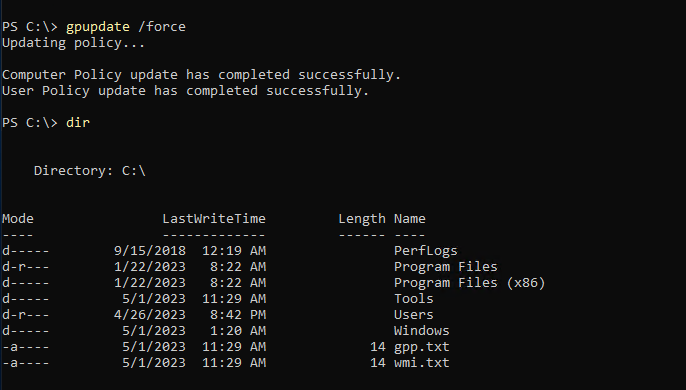 PS C:\> gpupdate /force
Updating policy...
Computer Policy update has completed successfully.
User Policy update has completed successfully.
PS C:\> dir
Directory: C:\
Mode LastWriteTime Length Name
---- ------------- ------ ----
d----- 9/15/2018 12:19 AM PerfLogs
d-r--- 1/22/2023 8:22 AM Program Files
d----- 1/22/2023 8:22 AM Program Files (x86)
d----- 5/1/2023 11:29 AM Tools
d-r--- 4/26/2023 8:42 PM Users
d----- 5/1/2023 1:20 AM Windows
-a---- 5/1/2023 11:29 AM 14 gpp.txt
-a---- 5/1/2023 11:29 AM 14 wmi.txt